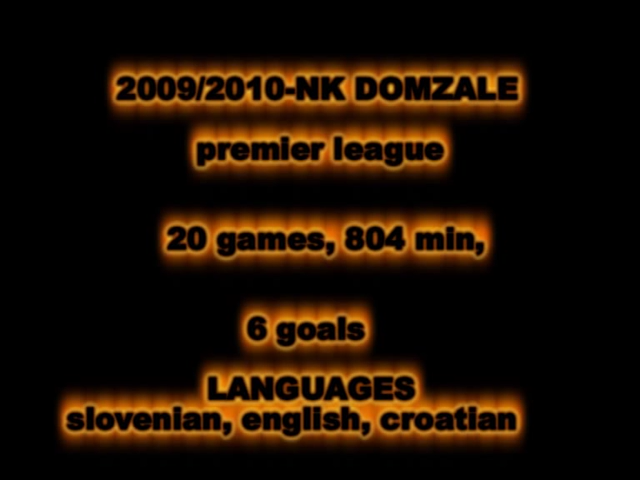 2009/2010-NK DOMZALE
premier league
20 games, 804 min,
6 goals
LANGUAGES
slovenian, english, croatian